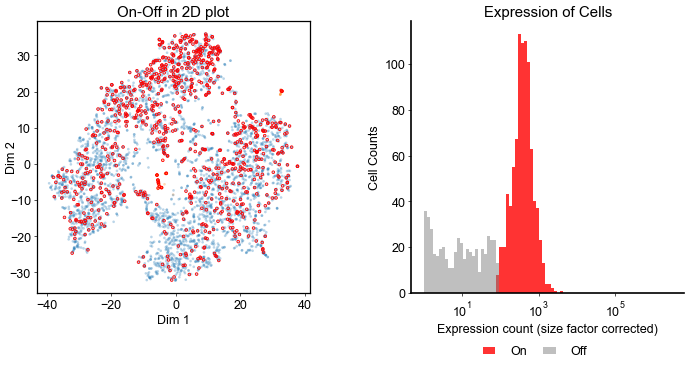 On-Off in 2D plot
Expression of Cells
Dim 2
30
20
10
0
−10
−20
−30
−40
−20
0
20
40
Dim 1
Cell Counts
100
80
60
40
20
0
10^1
10^3
10^5
Expression count (size factor corrected)
On
Off